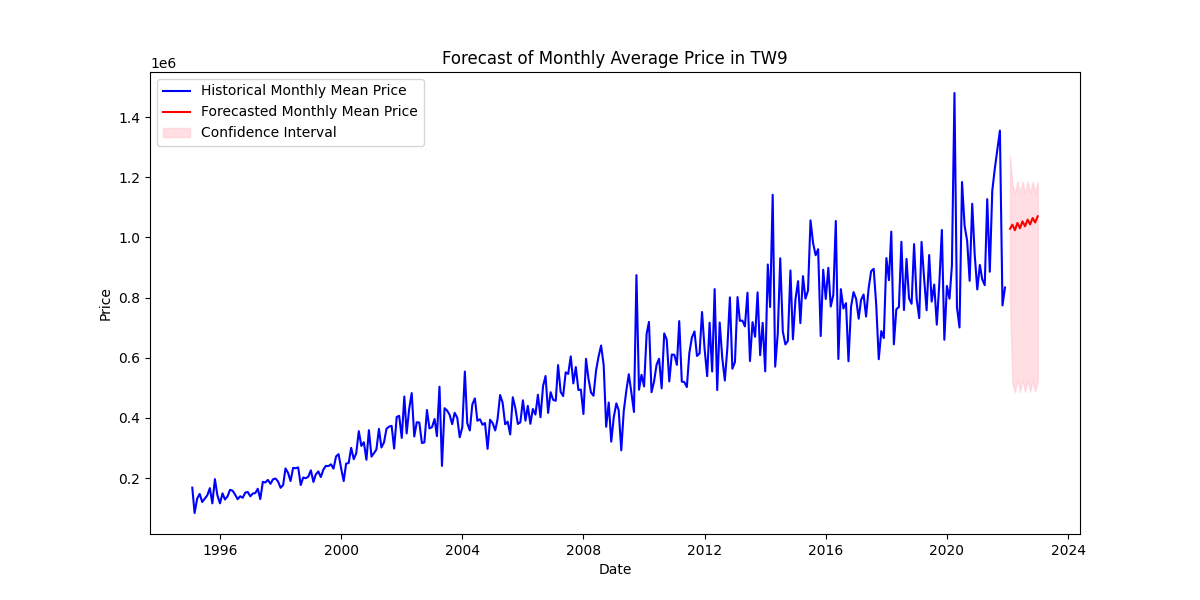 Forecast of Monthly Average Price in TW9
1e6
Historical Monthly Mean Price
Forecasted Monthly Mean Price
Confidence Interval
1.4
1.2
1.0
0.8
0.6
0.4
0.2
Price
1996 2000 2004 2008 2012 2016 2020 2024
Date